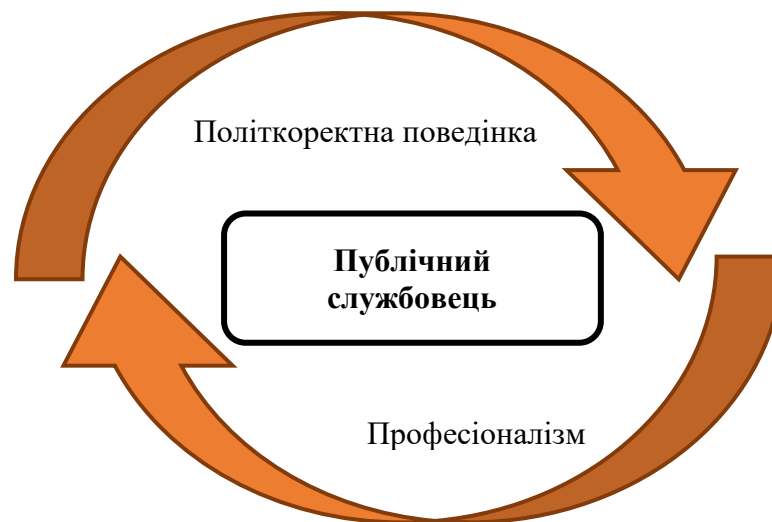 Політкоректна поведінка
Публічний
службовець
Професіоналізм